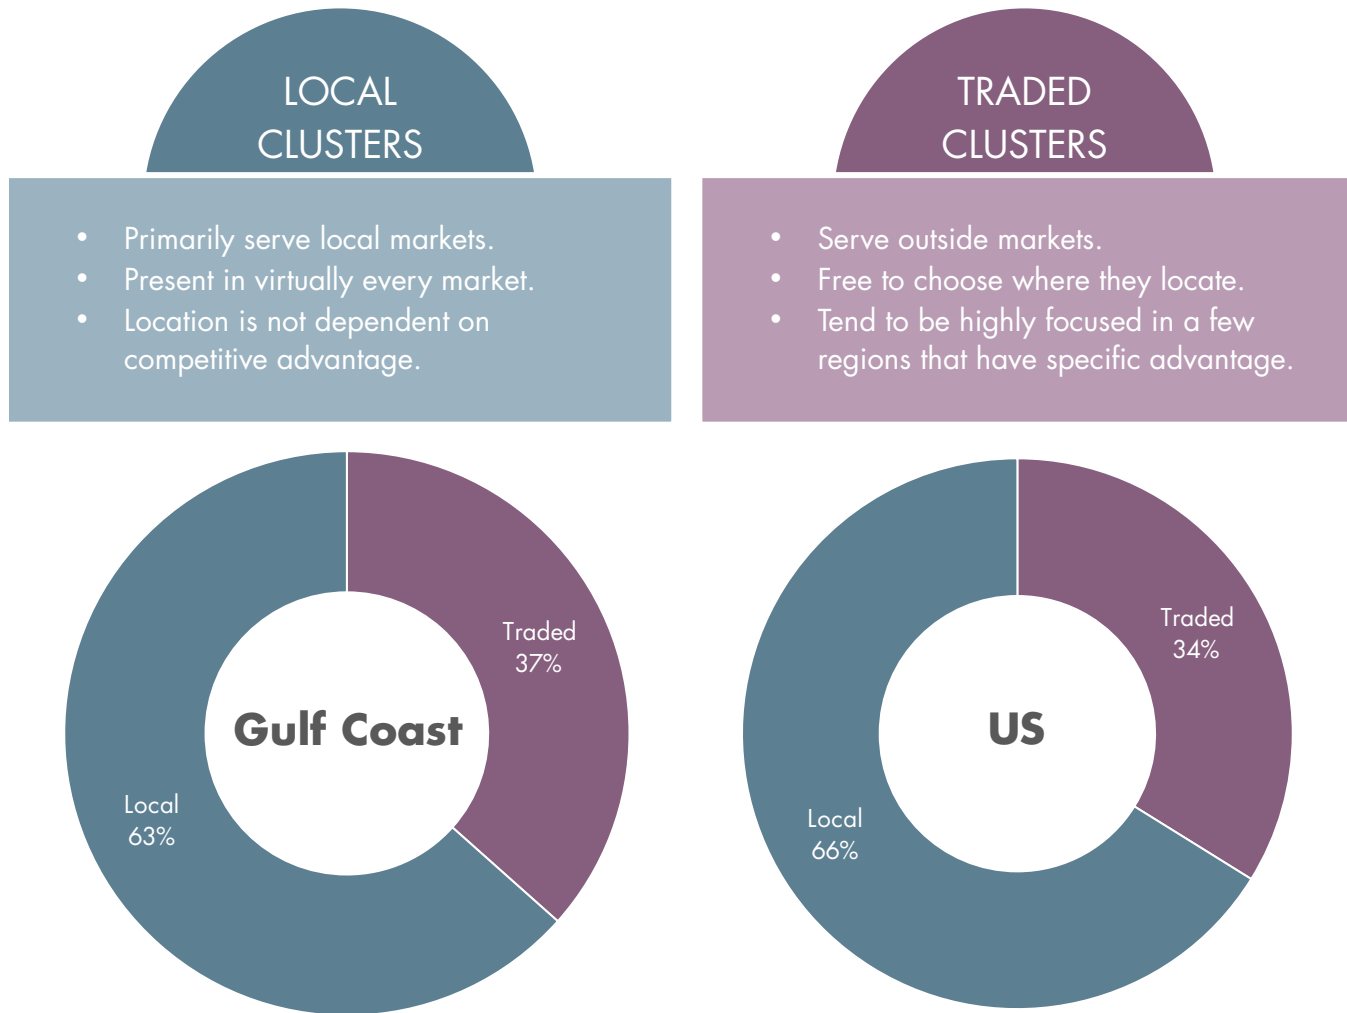 LOCAL
CLUSTERS
• Primarily serve local markets.
• Present in virtually every market.
• Location is not dependent on
competitive advantage.
TRADED
CLUSTERS
• Serve outside markets.
• Free to choose where they locate.
• Tend to be highly focused in a few
regions that have specific advantage.
Traded
37%
Gulf Coast
Local
63%
Traded
34%
US
Local
66%